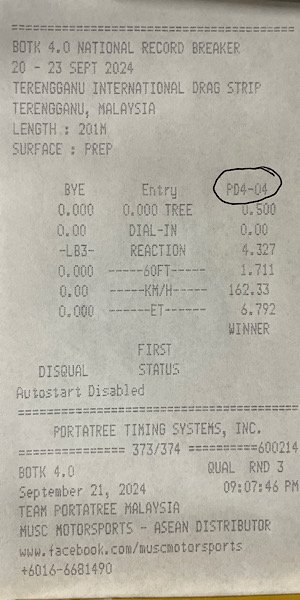 ==============================
BOTK 4.0 NATIONAL RECORD BREAKER
20 - 23 SEPT 2024
TERENGGANU INTERNATIONAL DRAG STRIP
TERENGGANU, MALAYSIA
LENGTH : 201M
SURFACE : PREP
BYE Entry PD4-04
0.000 0.000 TREE 0.500
0.00 DIAL-IN 0.00
-LB3- REACTION 4.327
0.000 -----60FT----- 1.711
0.00 -----KM/H----- 162.33
0.000 ------ET------ 6.792
WINNER
FIRST
DISQUAL STATUS
Autostart Disabled
========================================
PORTATREE TIMING SYSTEMS, INC.
=============== 373/374 ==========600214
BOTK 4.0 QUAL RND 3
September 21, 2024 09:07:46 PM
TEAM PORTATREE MALAYSIA
MUSC MOTORSPORTS - ASEAN DISTRIBUTOR
www.facebook.com/muscmotorsports
+6016-6681490